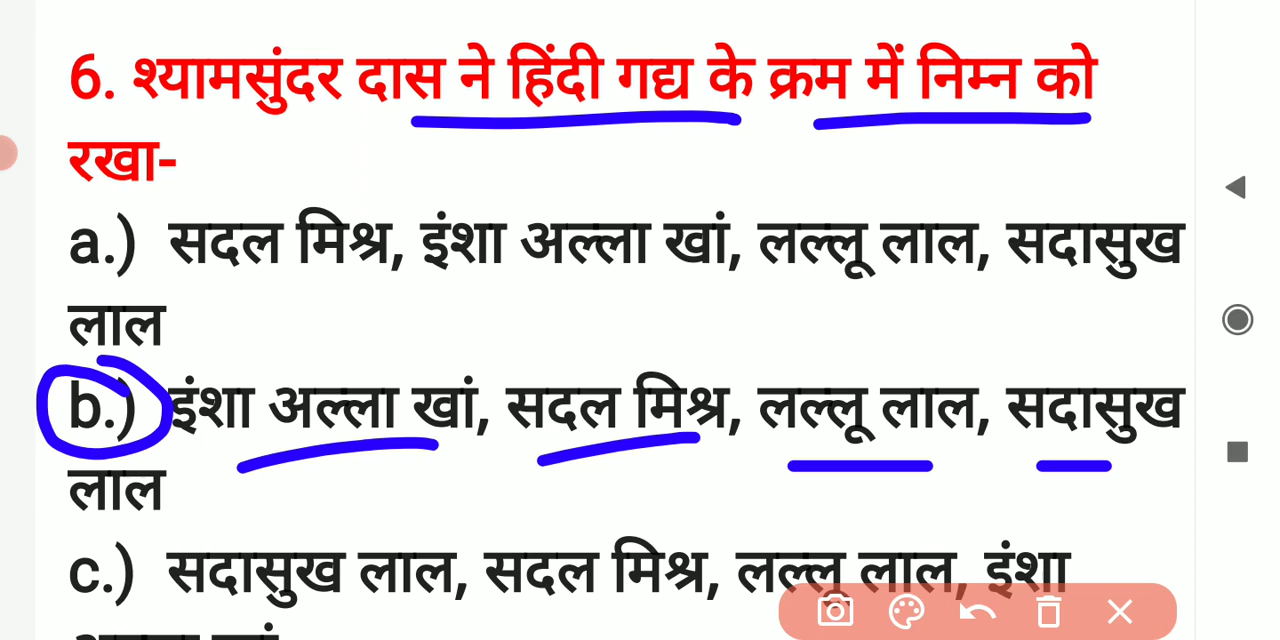 6. श्यामसुंदर दास ने हिंदी गद्य के क्रम में निम्न को
रखा-
a.) सदल मिश्र, इंशा अल्ला खां, लल्लू लाल, सदासुख
लाल
b.) इंशा अल्ला खां, सदल मिश्र, लल्लू लाल, सदासुख
लाल
c.) सदासुख लाल, सदल मिश्र, लल्लू लाल, इंशा